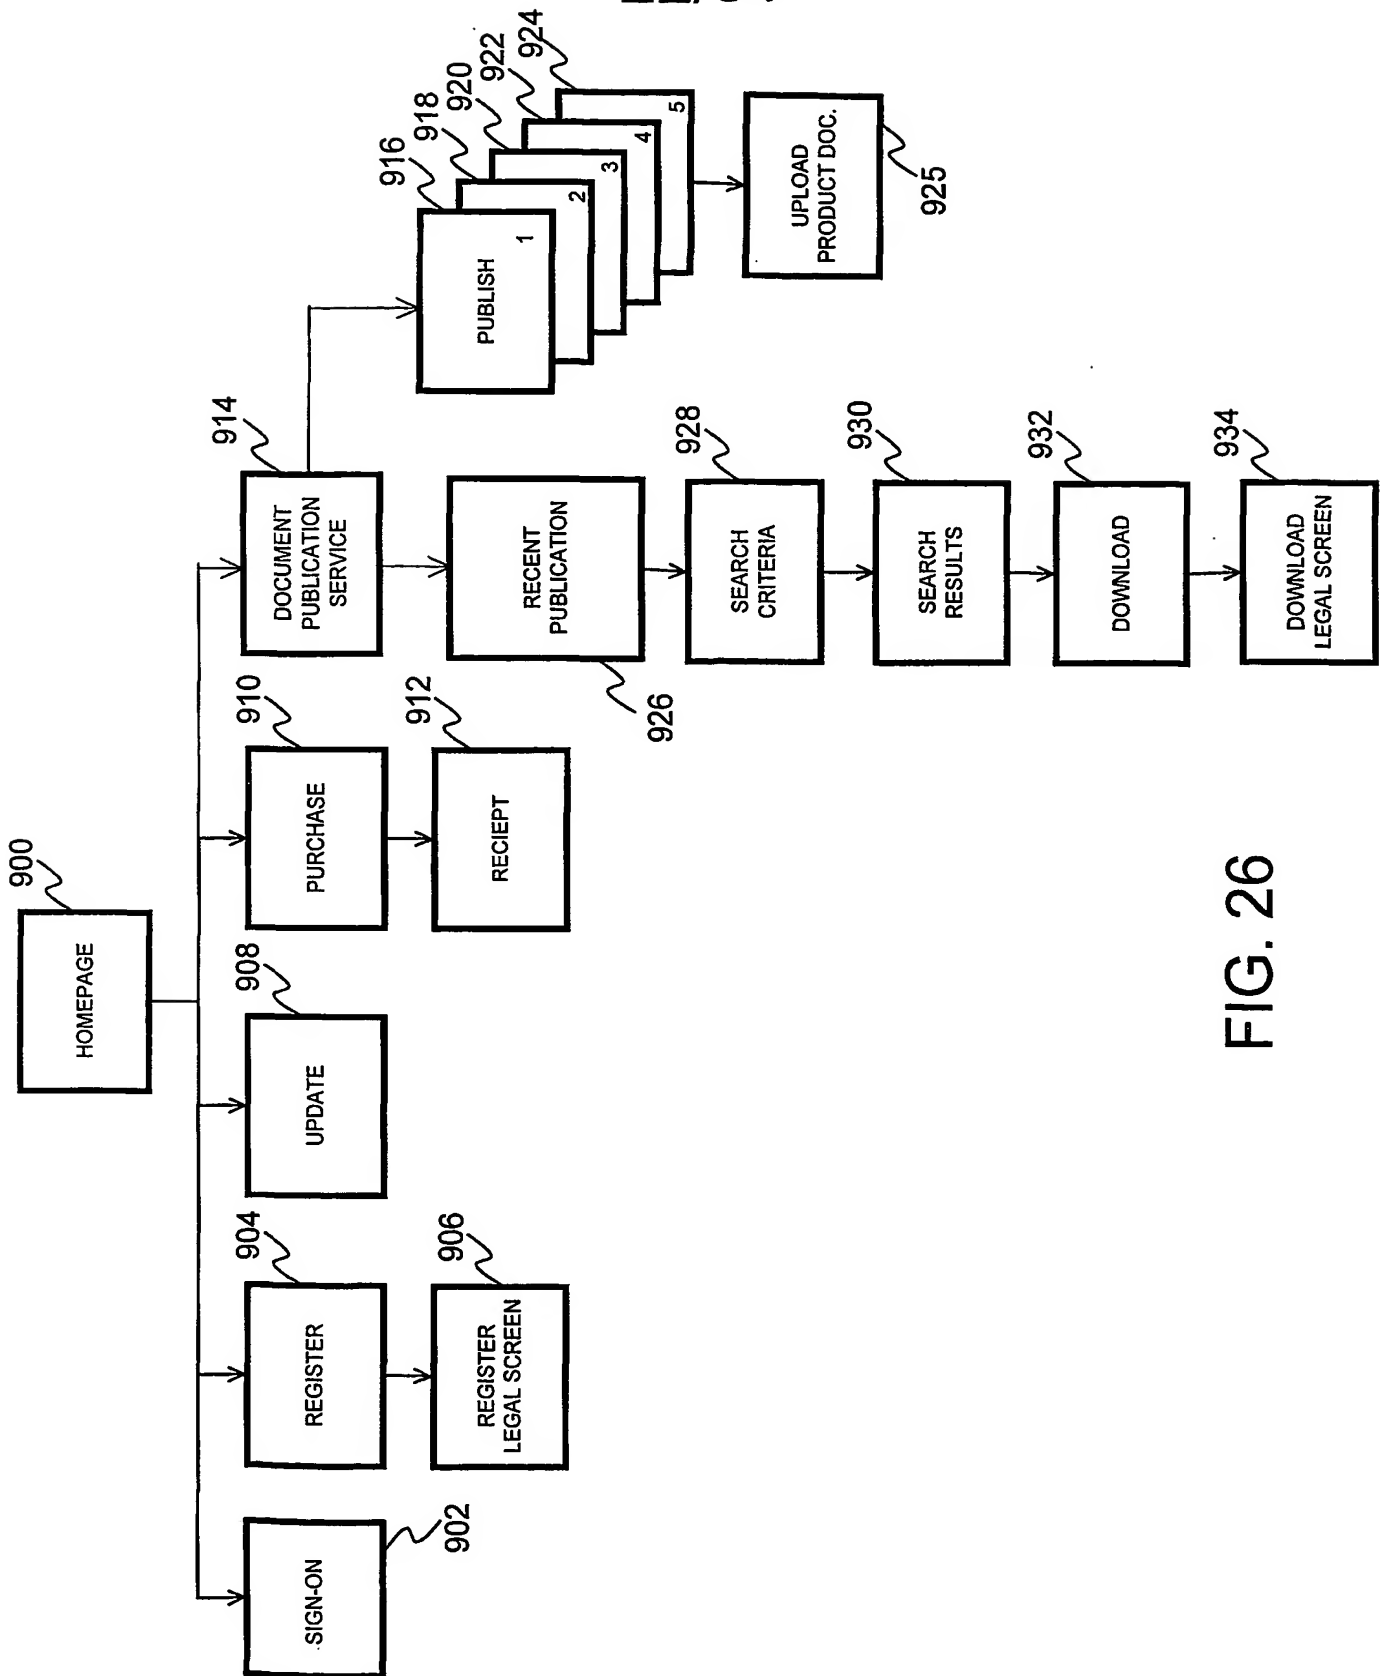 900
HOMEPAGE
902
SIGN-ON
904
REGISTER
906
REGISTER
LEGAL SCREEN
908
UPDATE
910
PURCHASE
912
RECIEPT
914
DOCUMENT
PUBLICATION
SERVICE
916
918
920
922
924
PUBLISH
1
2
3
4
5
UPLOAD
PRODUCT DOC.
925
RECENT
PUBLICATION
926
928
SEARCH
CRITERIA
930
SEARCH
RESULTS
932
DOWNLOAD
934
DOWNLOAD
LEGAL SCREEN
FIG. 26